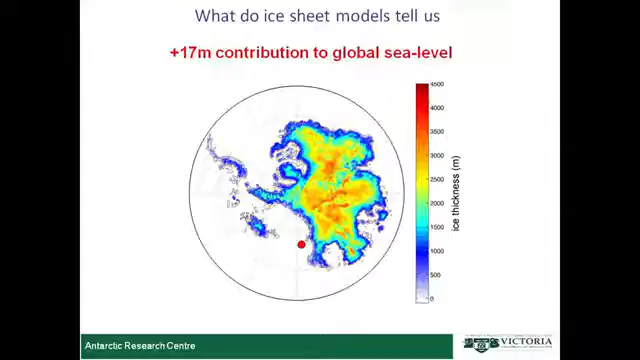 What do ice sheet models tell us
+17m contribution to global sea-level
4500
4000
3500
3000
2500
2000
1500
1000
500
0
ice thickness (m)
Antarctic Research Centre
VICTORIA